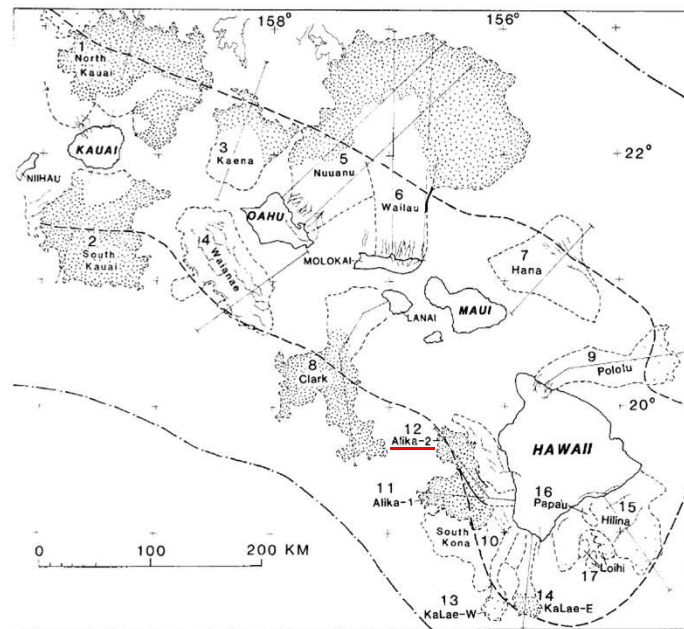 158°
156°
1
North
Kauai
3
Kaena
5
Nuuanu
22°
KAUAI
NIIHAU
6
Wailau
OAHU
2
South
Kauai
4
Waianae
MOLOKAI
7
Hana
LANAI
MAUI
8
Clark
9
Pololu
20°
12
Alika-2
HAWAII
11
Alika-1
16
Papau
15
Hilina
South
Kona
10
Loihi
17
0 100 200 KM
13
KaLae-W
14
KaLae-E